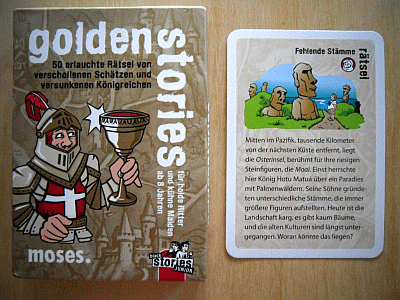 golden
stories
50 erlauchte Rätsel von
verschollenen Schätzen und
versunkenen Königreichen
für holde Ritter
und kühne Maiden
ab 8 Jahren
moses.
black
stories
JUNIOR
Fehlende Stämme
rätsel
Mitten im Pazifik, tausende Kilometer
von der nächsten Küste entfernt, liegt
die Osterinsel, berühmt für ihre riesigen
Steinfiguren, die Moai. Einst herrschte
hier König Hotu Matuá über ein Paradies
mit Palmenwäldern. Seine Söhne gründe-
ten unterschiedliche Stämme, die immer
größere Figuren aufstellten. Heute ist die
Landschaft karg, es gibt kaum Bäume,
und die alten Kulturen sind längst unter-
gegangen. Woran könnte das liegen?